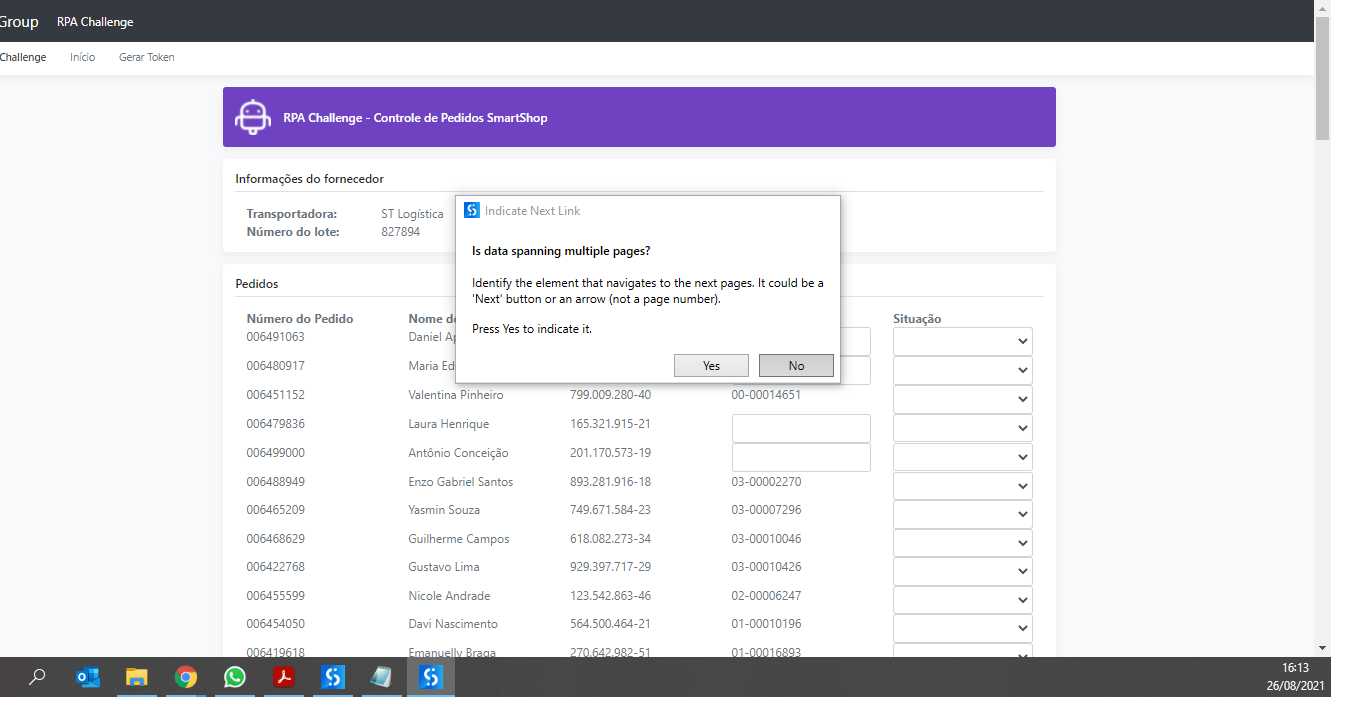 Group RPA Challenge
Challenge Início Gerar Token
RPA Challenge - Controle de Pedidos SmartShop
Informações do fornecedor
Transportadora: ST Logística
Número do lote: 827894
Indicate Next Link
Is data spanning multiple pages?
Identify the element that navigates to the next pages. It could be a
'Next' button or an arrow (not a page number).
Press Yes to indicate it.
Yes No
Pedidos
Número do Pedido Nome d Situação
006491063 Daniel Ap
006480917 Maria Ed
006451152 Valentina Pinheiro 799.009.280-40 00-00014651
006479836 Laura Henrique 165.321.915-21
006499000 Antônio Conceição 201.170.573-19
006488949 Enzo Gabriel Santos 893.281.916-18 03-00002270
006465209 Yasmin Souza 749.671.584-23 03-00007296
006468629 Guilherme Campos 618.082.273-34 03-00010046
006422768 Gustavo Lima 929.397.717-29 03-00010426
006455599 Nicole Andrade 123.542.863-46 02-00006247
006454050 Davi Nascimento 564.500.464-21 01-00010196
006419618 Emanuelly Braga 270.642.982-51 01-00016893
16:13
26/08/2021